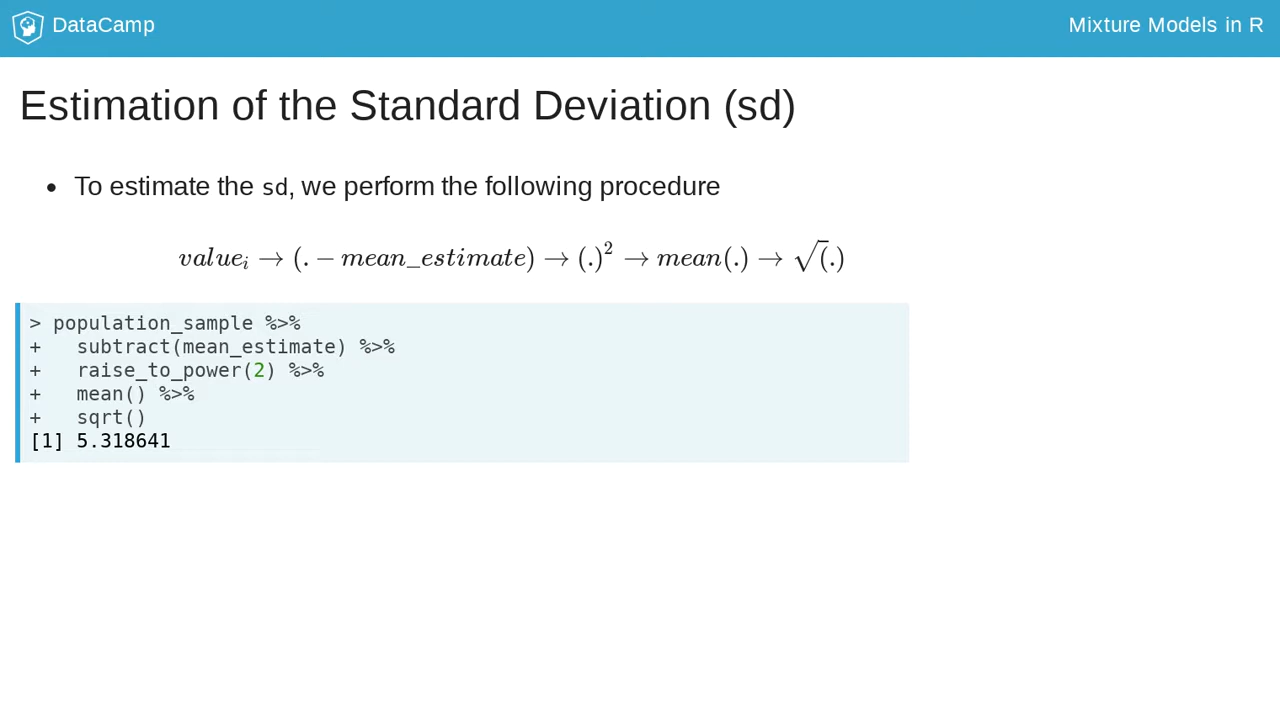 DataCamp
Mixture Models in R
Estimation of the Standard Deviation (sd)
• To estimate the sd, we perform the following procedure
value_i → (. − mean_estimate) → (.)² → mean(.) → √(.)
> population_sample %>%
+   subtract(mean_estimate) %>%
+   raise_to_power(2) %>%
+   mean() %>%
+   sqrt()
[1] 5.318641